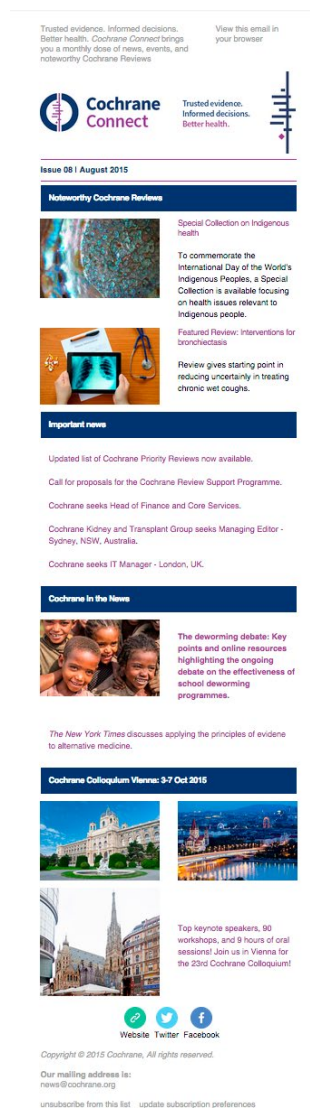 Trusted evidence. Informed decisions.
Better health. Cochrane Connect brings
you a monthly dose of news, events, and
noteworthy Cochrane Reviews
View this email in
your browser
Cochrane
Connect
Trusted evidence.
Informed decisions.
Better health.
Issue 08 | August 2015
Noteworthy Cochrane Reviews
Special Collection on Indigenous
health
To commemorate the
International Day of the World's
Indigenous Peoples, a Special
Collection is available focusing
on health issues relevant to
Indigenous people.
Featured Review: Interventions for
bronchiectasis
Review gives starting point in
reducing uncertainly in treating
chronic wet coughs.
Important news
Updated list of Cochrane Priority Reviews now available.
Call for proposals for the Cochrane Review Support Programme.
Cochrane seeks Head of Finance and Core Services.
Cochrane Kidney and Transplant Group seeks Managing Editor -
Sydney, NSW, Australia.
Cochrane seeks IT Manager - London, UK.
Cochrane in the News
The deworming debate: Key
points and online resources
highlighting the ongoing
debate on the effectiveness of
school deworming
programmes.
The New York Times discusses applying the principles of evidene
to alternative medicine.
Cochrane Colloquium Vienna: 3-7 Oct 2015
Top keynote speakers, 90
workshops, and 9 hours of oral
sessions! Join us in Vienna for
the 23rd Cochrane Colloquium!
Website Twitter Facebook
Copyright © 2015 Cochrane, All rights reserved.
Our mailing address is:
news@cochrane.org
unsubscribe from this list update subscription preferences